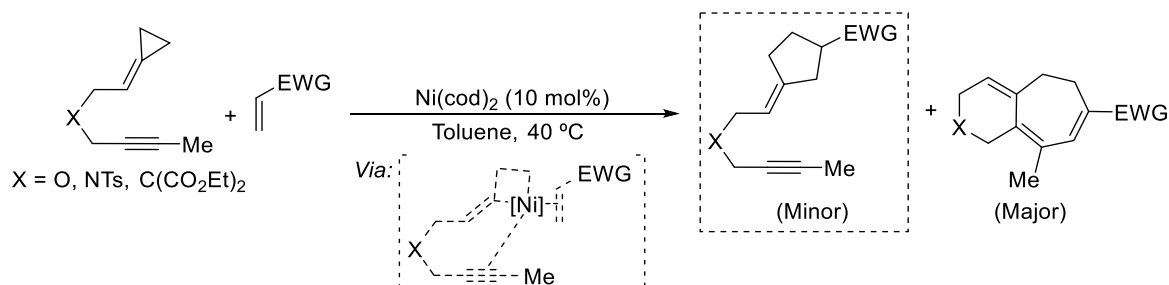 X
Me
X = O, NTs, C(CO2Et)2
+
EWG
Ni(cod)2 (10 mol%)
Toluene, 40 ºC
Via:
X
[Ni]
EWG
Me
EWG
X
Me
(Minor)
+
X
EWG
Me
(Major)